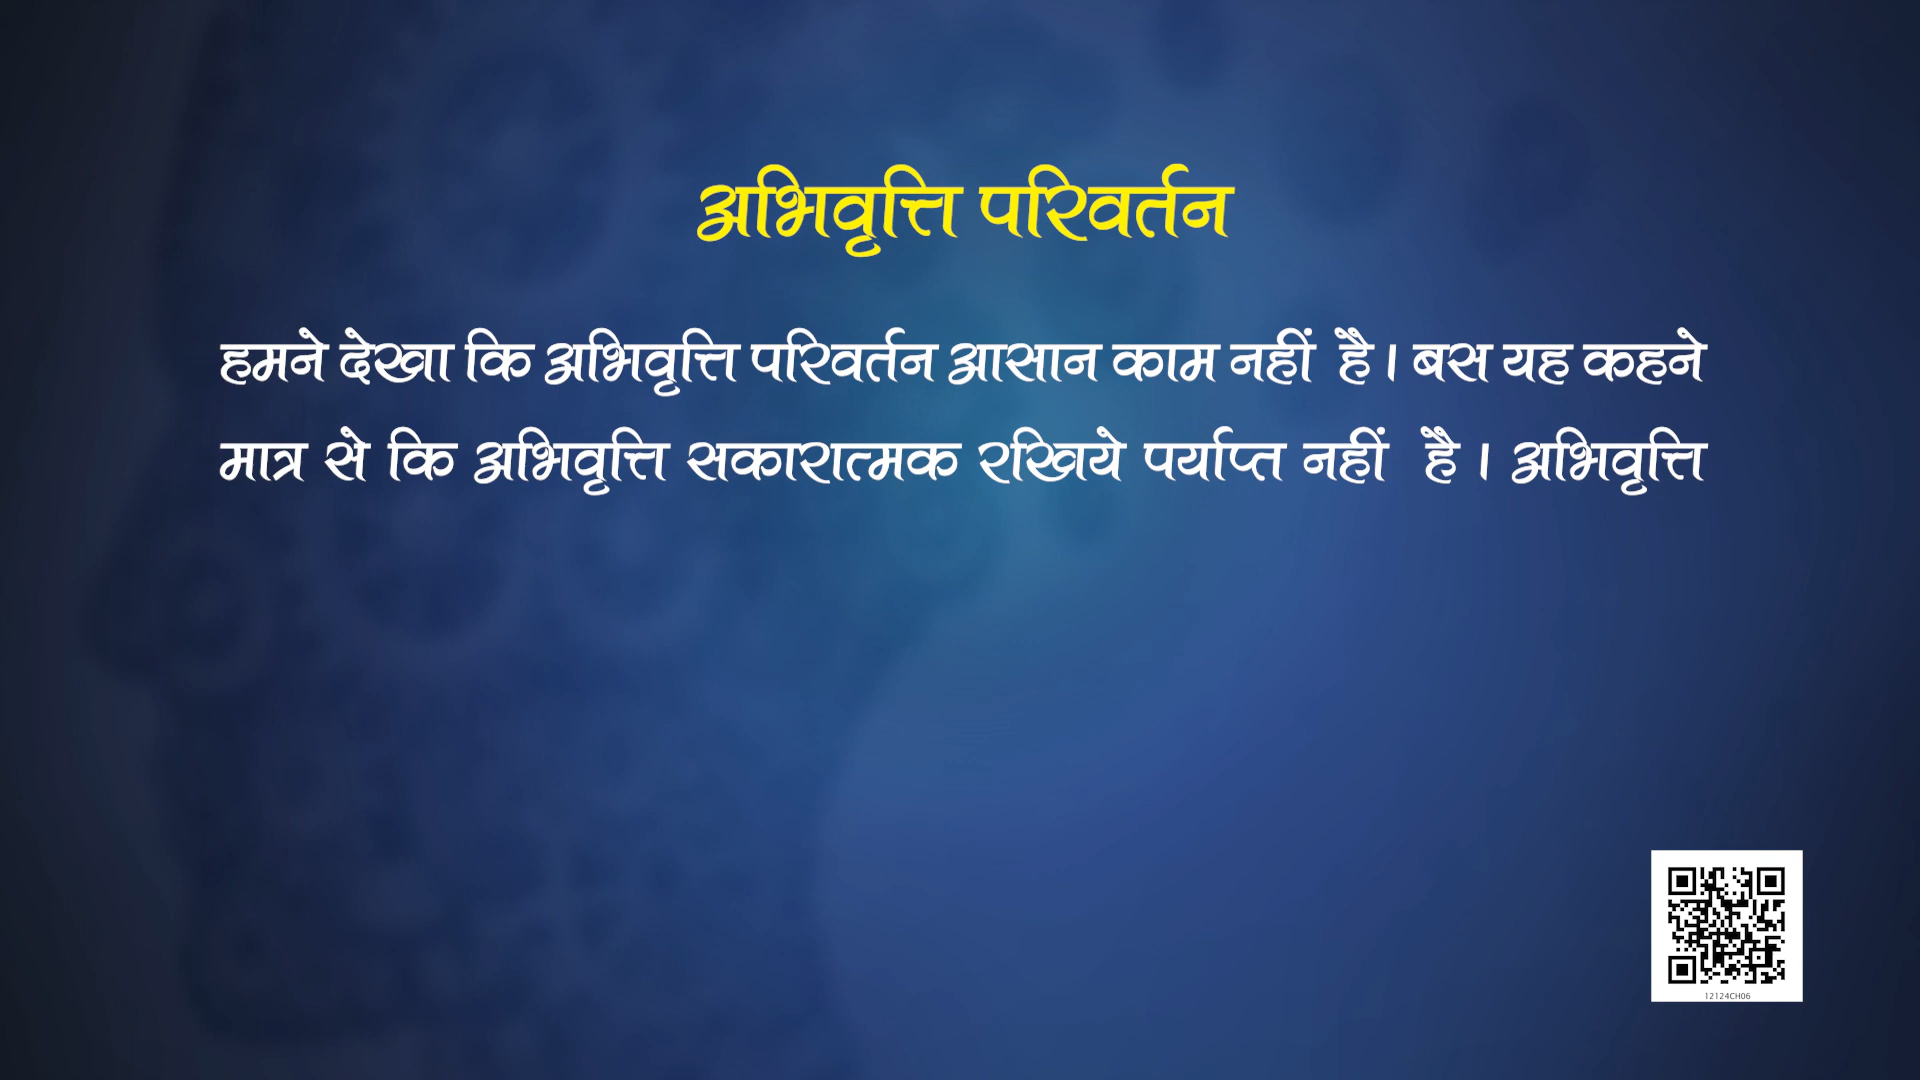 अभिवृत्ति परिवर्तन
हमने देखा कि अभिवृत्ति परिवर्तन आसान काम नहीं है। बस यह कहने
मात्र से कि अभिवृत्ति सकारात्मक रखिये पर्याप्त नहीं है। अभिवृत्ति
12124CH06